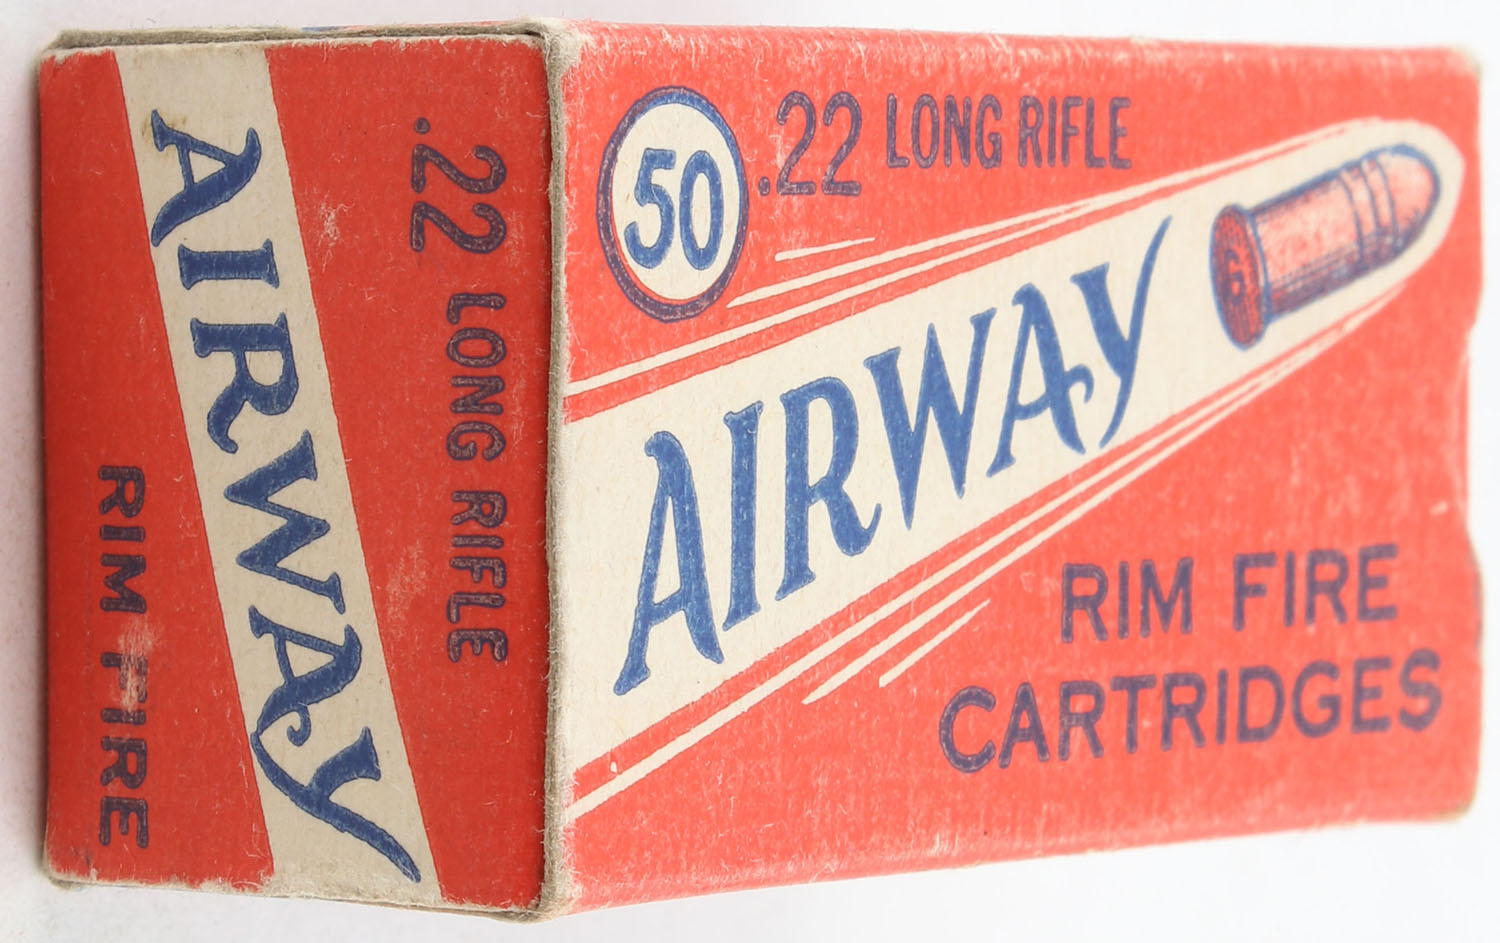 50
.22 LONG RIFLE
AIRWAY
RIM FIRE
CARTRIDGES
.22 LONG RIFLE
AIRWAY
RIM FIRE